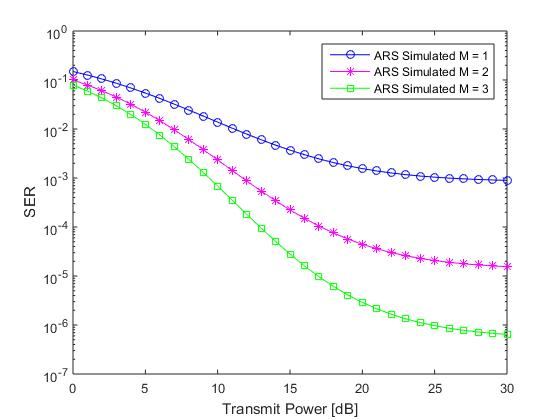 ARS Simulated M = 1
ARS Simulated M = 2
ARS Simulated M = 3
SER
10^0
10^-1
10^-2
10^-3
10^-4
10^-5
10^-6
10^-7
0 5 10 15 20 25 30
Transmit Power [dB]